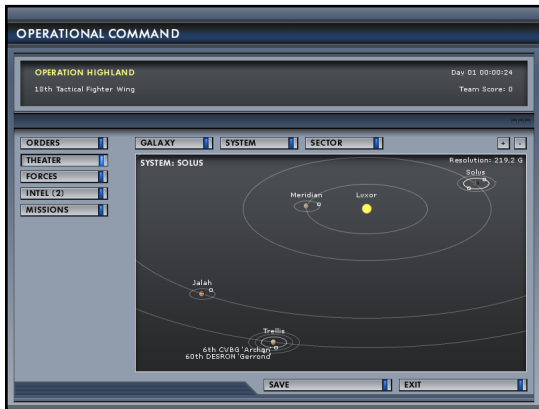 OPERATIONAL COMMAND
OPERATION HIGHLAND
Day 01 00:00:24
18th Tactical Fighter Wing
Team Score: 0
ORDERS
THEATER
FORCES
INTEL (2)
MISSIONS
GALAXY
SYSTEM
SECTOR
+
-
SYSTEM: SOLUS
Resolution: 219.2 G
Solus
Meridian
Luxor
Jalah
Trellis
6th CVBG 'Archon'
60th DESRON 'Gerrond'
SAVE
EXIT